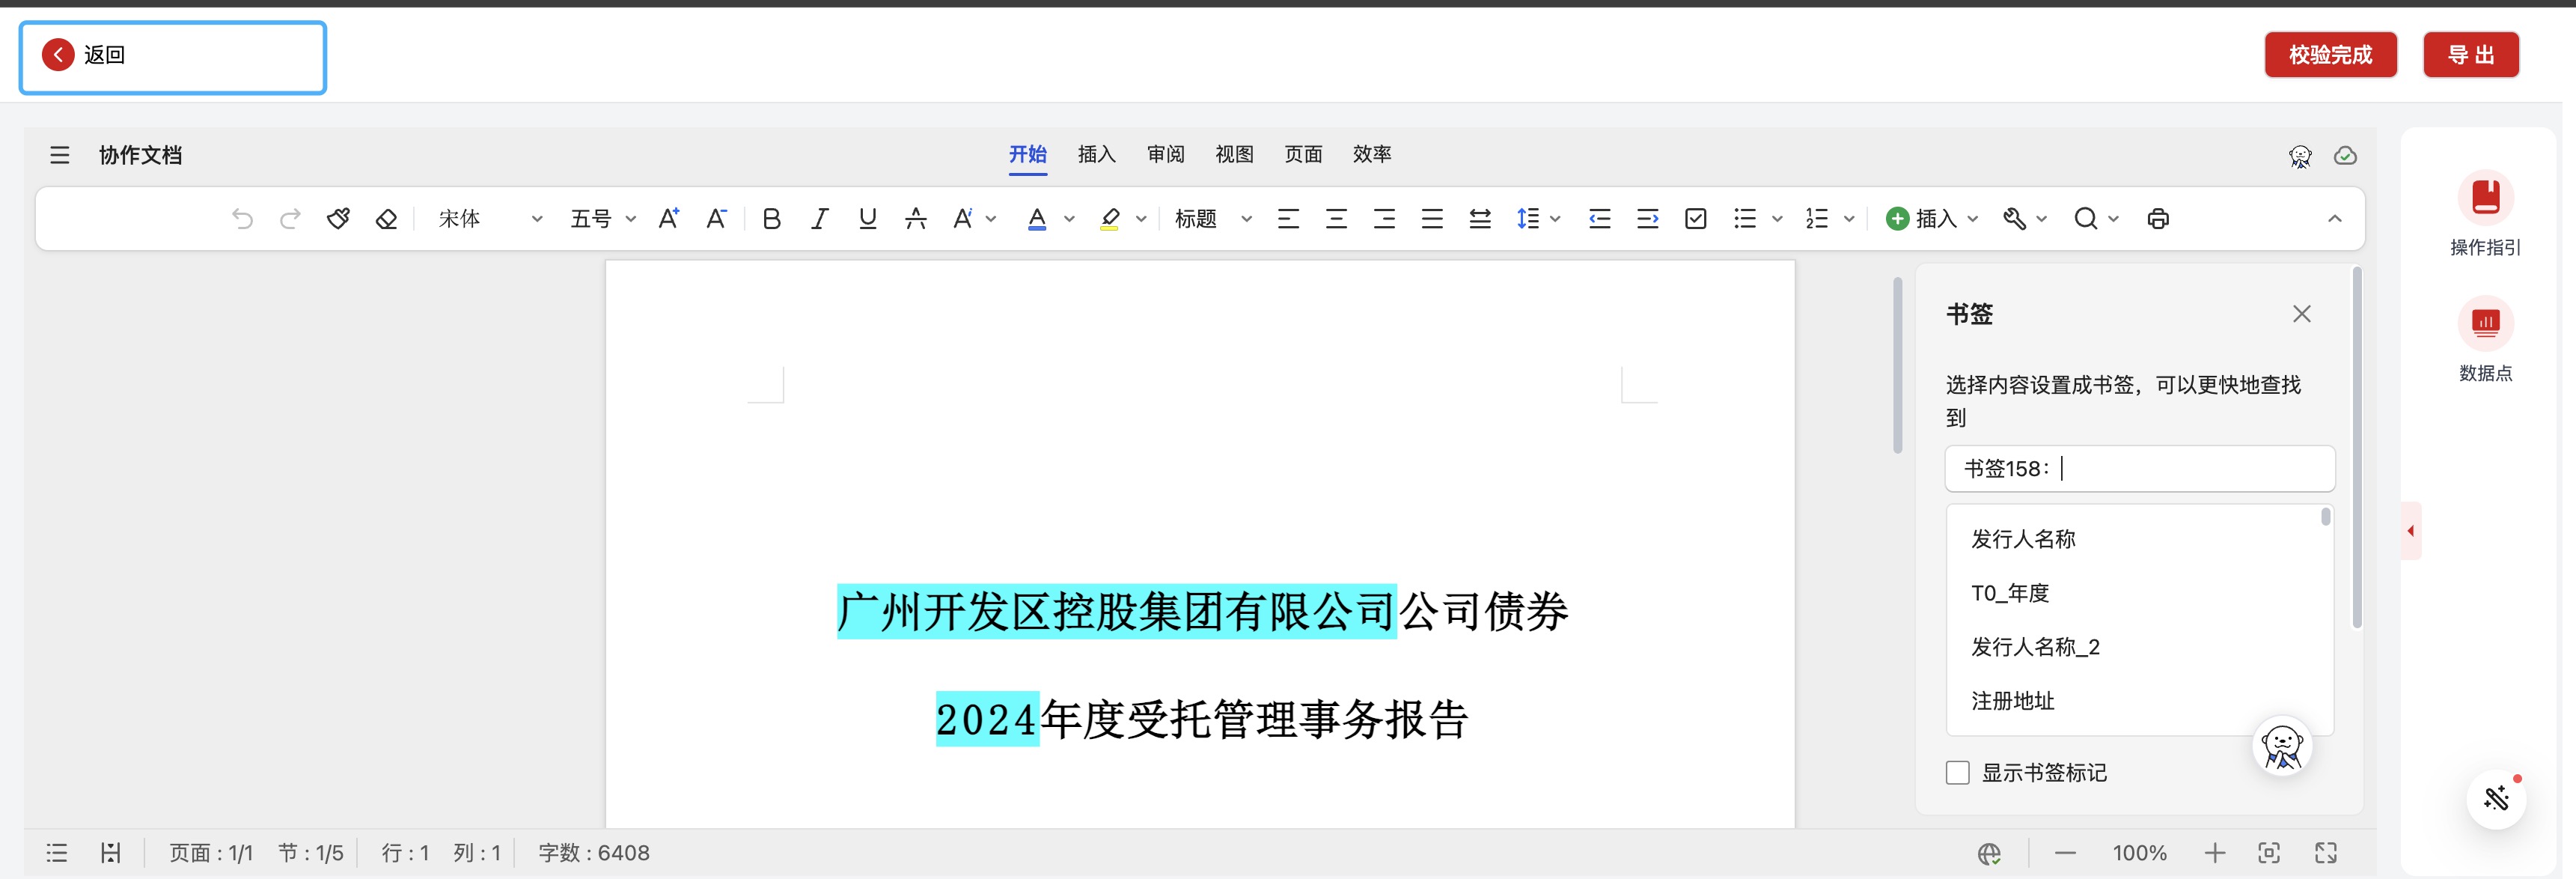 返回
校验完成
导 出
协作文档
开始 插入 审阅 视图 页面 效率
宋体 五号 标题 插入
操作指引
数据点
书签
选择内容设置成书签，可以更快地查找
到
书签158：
发行人名称
T0_年度
发行人名称_2
注册地址
显示书签标记
广州开发区控股集团有限公司公司债券
2024年度受托管理事务报告
页面 : 1/1 节 : 1/5 行 : 1 列 : 1 字数 : 6408
100%